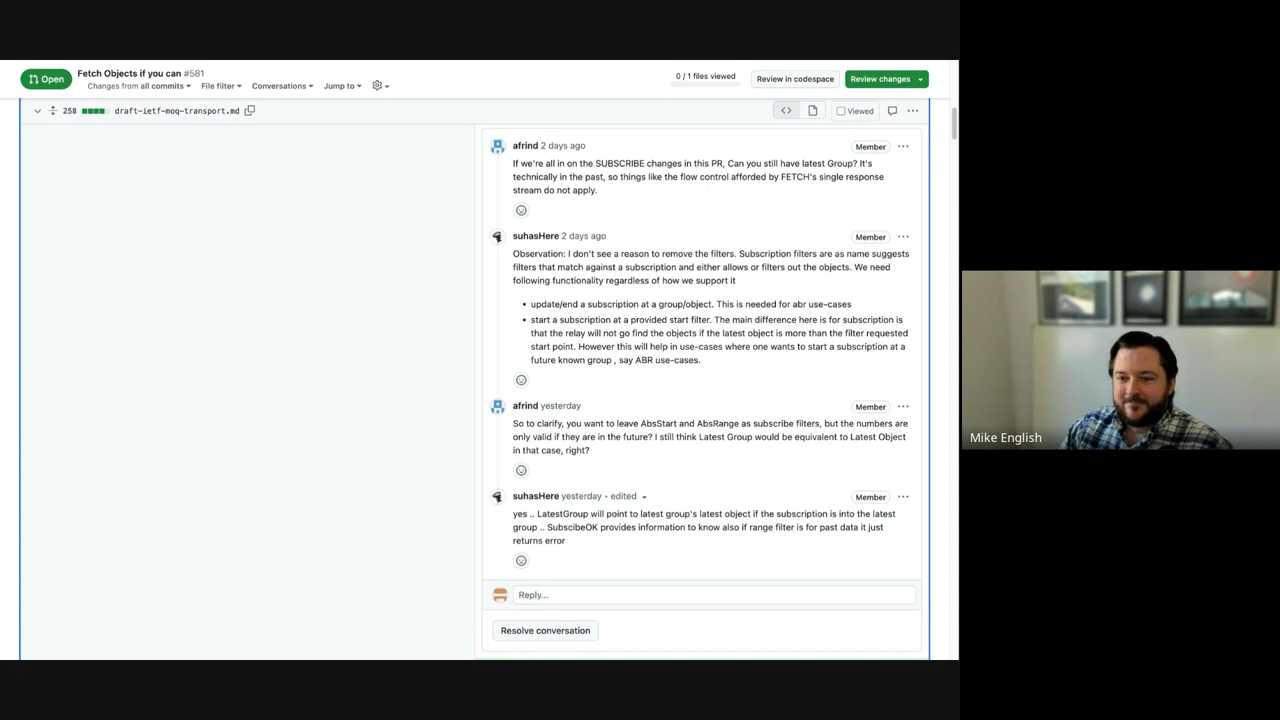 Open
Fetch Objects if you can #581
Changes from all commits File filter Conversations Jump to
0 / 1 files viewed
Review in codespace
Review changes
258 draft-ietf-moq-transport.md
Viewed
afrind 2 days ago
Member
If we're all in on the SUBSCRIBE changes in this PR, Can you still have latest Group? It's
technically in the past, so things like the flow control afforded by FETCH's single response
stream do not apply.
suhasHere 2 days ago
Member
Observation: I don't see a reason to remove the filters. Subscription filters are as name suggests
filters that match against a subscription and either allows or filters out the objects. We need
following functionality regardless of how we support it
• update/end a subscription at a group/object. This is needed for abr use-cases
• start a subscription at a provided start filter. The main difference here is for subscription is
that the relay will not go find the objects if the latest object is more than the filter requested
start point. However this will help in use-cases where one wants to start a subscription at a
future known group , say ABR use-cases.
afrind yesterday
Member
So to clarify, you want to leave AbsStart and AbsRange as subscribe filters, but the numbers are
only valid if they are in the future? I still think Latest Group would be equivalent to Latest Object
in that case, right?
suhasHere yesterday • edited
Member
yes .. LatestGroup will point to latest group's latest object if the subscription is into the latest
group .. SubscibeOK provides information to know also if range filter is for past data it just
returns error
Reply...
Resolve conversation
Mike English